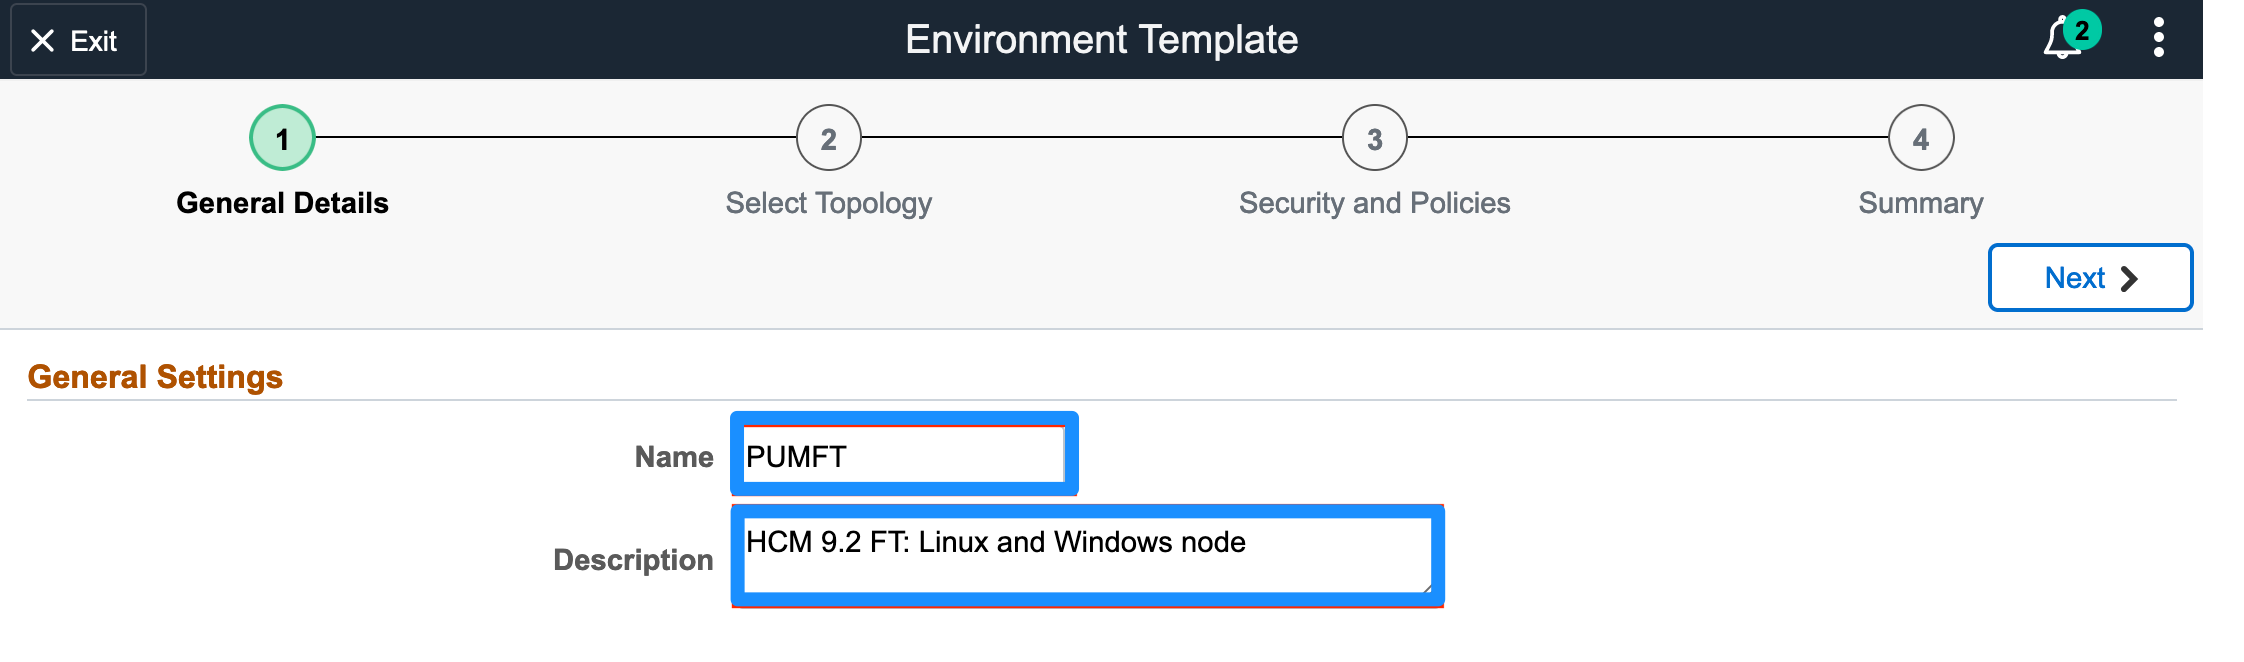 Exit
Environment Template
2
1
2
3
4
General Details
Select Topology
Security and Policies
Summary
Next
General Settings
Name
PUMFT
Description
HCM 9.2 FT: Linux and Windows node